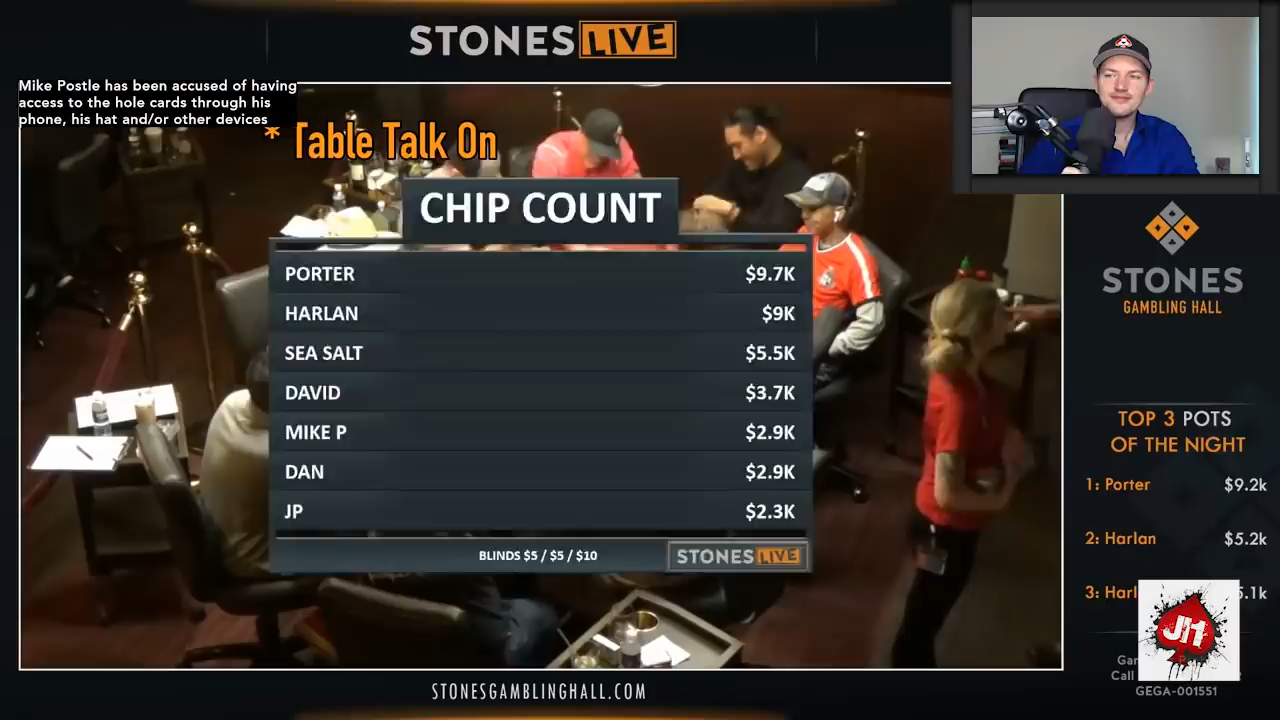 STONES LIVE
Mike Postle has been accused of having
access to the hole cards through his
phone, his hat and/or other devices
* Table Talk On
CHIP COUNT
PORTER $9.7K
HARLAN $9K
SEA SALT $5.5K
DAVID $3.7K
MIKE P $2.9K
DAN $2.9K
JP $2.3K
BLINDS $5 / $5 / $10
STONES LIVE
STONES
GAMBLING HALL
TOP 3 POTS
OF THE NIGHT
1: Porter $9.2k
2: Harlan $5.2k
3:
J1
Call
GEGA-001551
STONESGAMBLINGHALL.COM